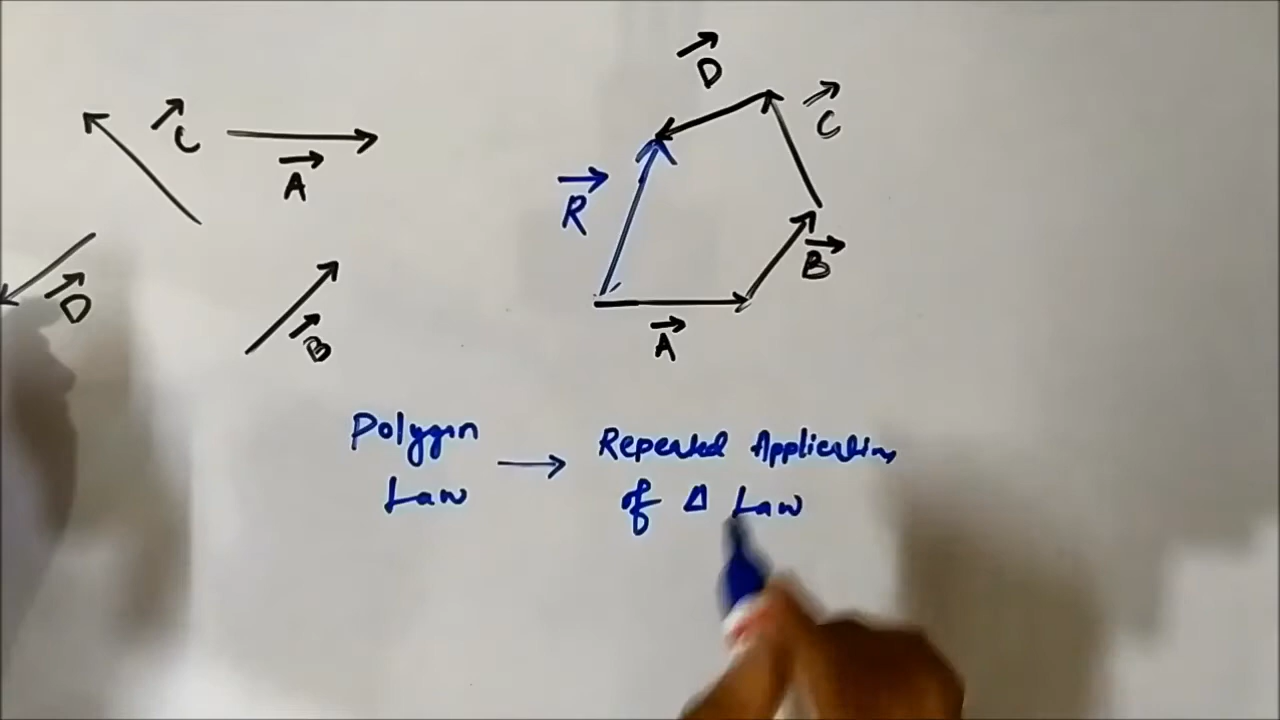 C⃗
A⃗
D⃗
B⃗
D⃗
C⃗
R⃗
B⃗
A⃗
Polygon
Law
→
Repeated Application
of Δ Law